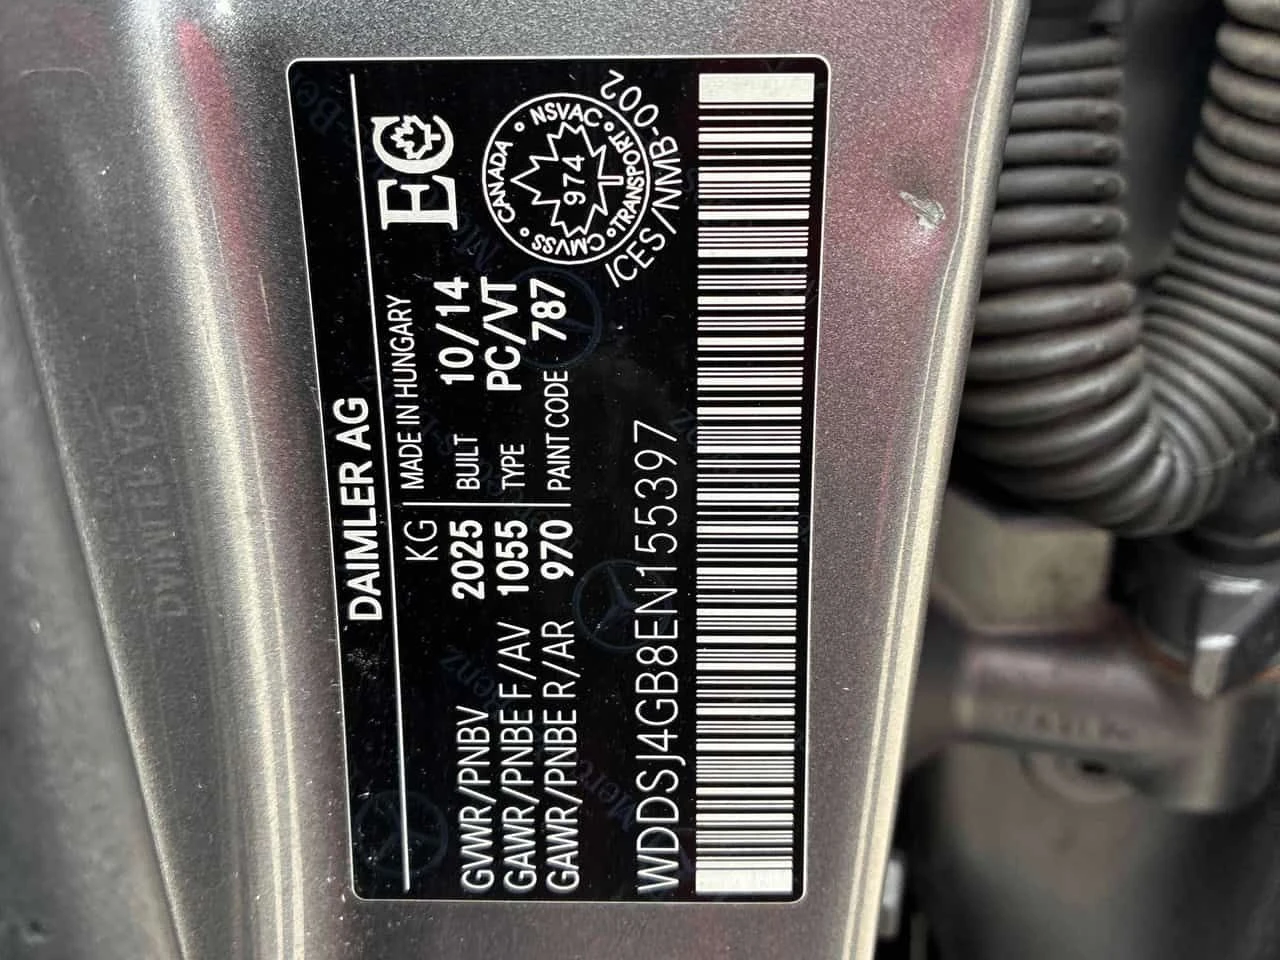 DAIMLER AG
KG
MADE IN HUNGARY
GVWR/PNBV 2025
BUILT 10/14
GAWR/PNBE F/AV 1055
TYPE PC/VT
GAWR/PNBE R/AR 970
PAINT CODE 787
WDDSJ4GB8EN155397
EC
CANADA • NSVAC • TRANSPORT • CMVSS •
974
ICES/NMB-002